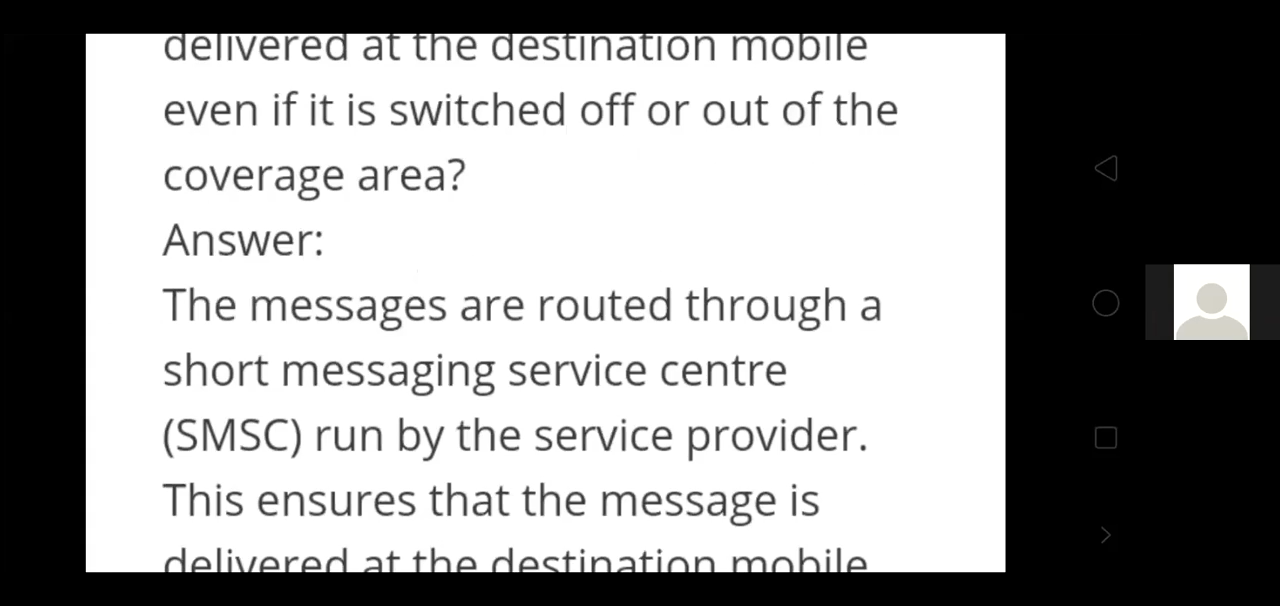 delivered at the destination mobile
even if it is switched off or out of the
coverage area?
Answer:
The messages are routed through a
short messaging service centre
(SMSC) run by the service provider.
This ensures that the message is
delivered at the destination mobile